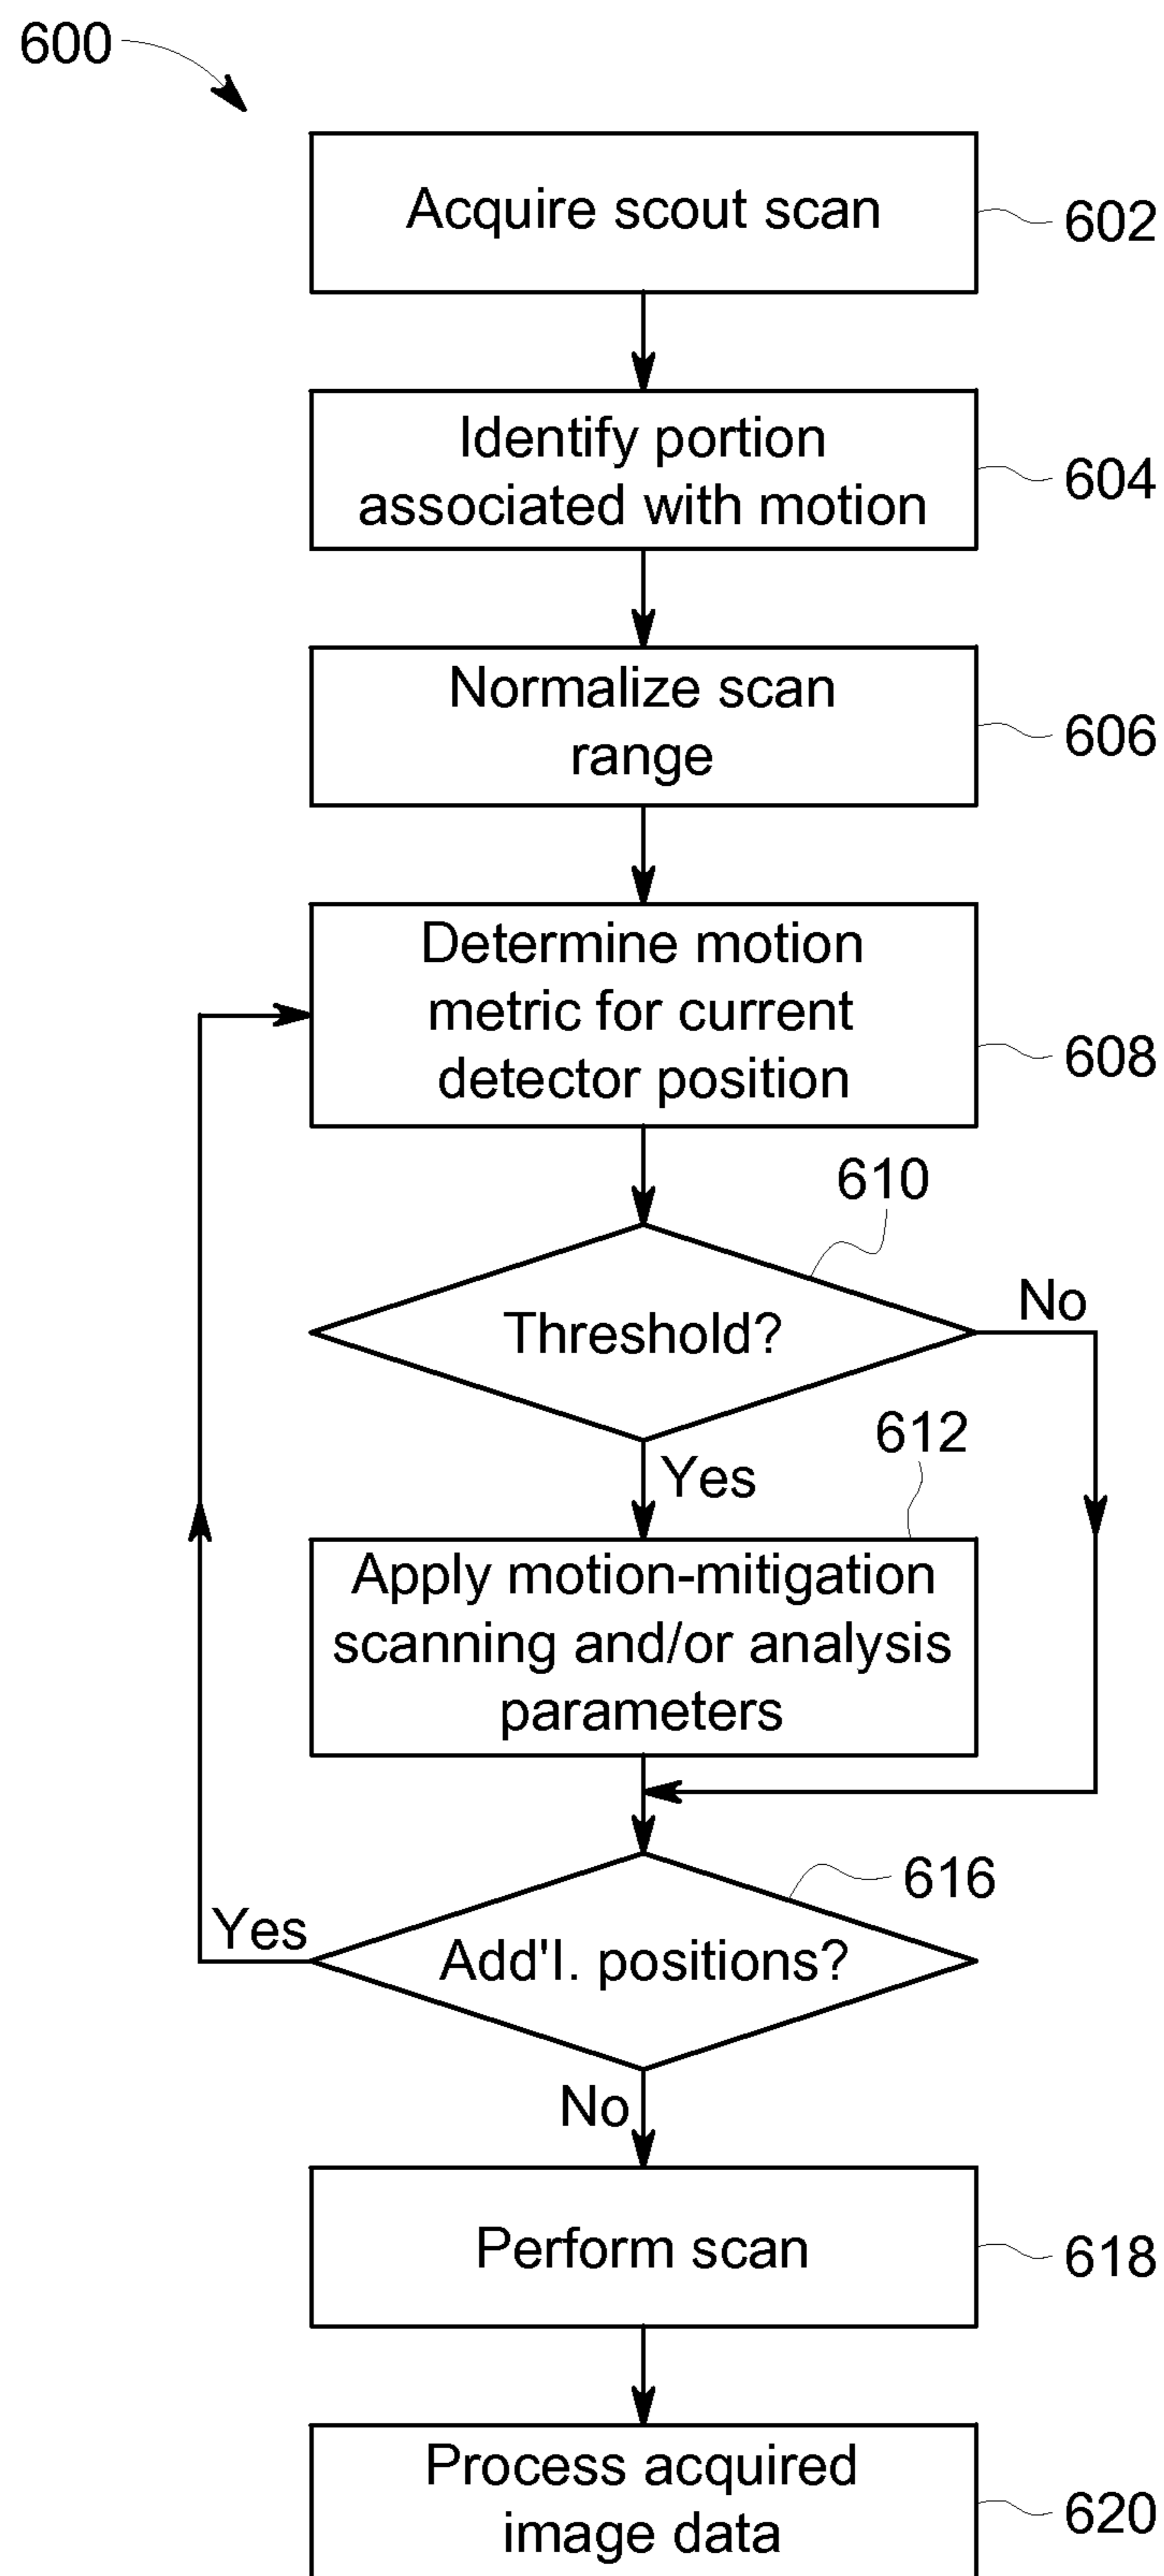 600
Acquire scout scan
602
Identify portion
associated with motion
604
Normalize scan
range
606
Determine motion
metric for current
detector position
608
610
Threshold?
No
Yes
612
Apply motion-mitigation
scanning and/or analysis
parameters
616
Add'l. positions?
Yes
No
Perform scan
618
Process acquired
image data
620